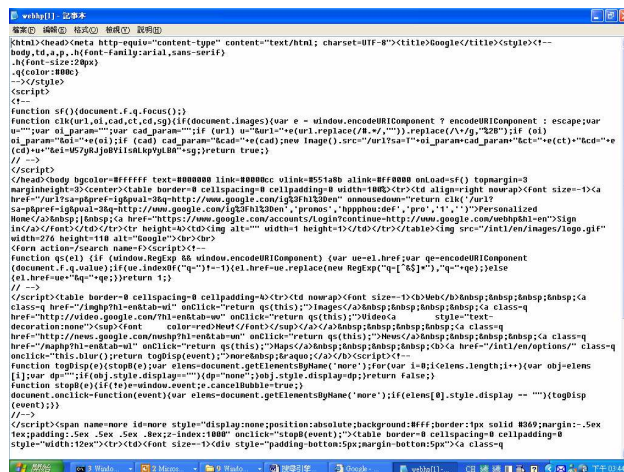 webhp[1] - 記事本
檔案(F) 編輯(E) 格式(O) 檢視(V) 說明(H)
<html><head><meta http-equiv="content-type" content="text/html; charset=UTF-8"><title>Google</title><style><!--
body,td,a,p,.h{font-family:arial,sans-serif}
.h{font-size:20px}
.q{color:#00c}
--></style>
<script>
<!--
function sf(){document.f.q.focus();}
function clk(url,oi,cad,ct,cd,sg){if(document.images){var e = window.encodeURIComponent ? encodeURIComponent : escape;var
u="";var oi_param="";var cad_param="";if (url) u="&url="+e(url.replace(/#.*/,"")).replace(/\+/g,"%2B");if (oi)
oi_param="&oi="+e(oi);if (cad) cad_param="&cad="+e(cad);new Image().src="/url?sa=T"+oi_param+cad_param+"&ct="+e(ct)+"&cd="+e
(cd)+u+"&ei=
// -->
</script>
</head><body bgcolor=#ffffff text=#000000 link=#0000cc vlink=#551a8b alink=#ff0000 onLoad=sf() topmargin=3
marginheight=3><center><table border=0 cellspacing=0 cellpadding=0 width=100%><tr><td align=right nowrap><font size=-1><a
href="/url?sa=p&pref=ig&pval=3&q=http://www.google.com/ig%3Fhl%3Den" onmousedown="return clk('/url?
sa=p&pref=ig&pval=3&q=http://www.google.com/ig%3Fhl%3Den','promos','hppphou:def','pro','1','')">Personalized
Home</a>&nbsp;|&nbsp;<a href="https://www.google.com/accounts/Login?continue=http://www.google.com/webhp&hl=en">Sign
in</a></font></td></tr><tr height=4><td><img alt="" width=1 height=1></td></tr></table><img src="/intl/en/images/logo.gif"
width=276 height=110 alt="Google"><br><br>
<form action=/search name=f><script><!--
function qs(el) {if (window.RegExp && window.encodeURIComponent) {var ue=el.href;var qe=encodeURIComponent
(document.f.q.value);if(ue.indexOf("q=")!=-1){el.href=ue.replace(new RegExp("q=[^&$]*"),"q="+qe);}else
{el.href=ue+"&q="+qe;}}return 1;}
// -->
</script><table border=0 cellspacing=0 cellpadding=4><tr><td nowrap><font size=-1><b>Web</b>&nbsp;&nbsp;&nbsp;&nbsp;<a
class=q href="/imghp?hl=en&tab=wi" onClick="return qs(this);">Images</a>&nbsp;&nbsp;&nbsp;&nbsp;<a class=q
href="http://video.google.com/?hl=en&tab=wv" onClick="return qs(this);">Video<a style="text-
decoration:none"><sup><font color=red>New!</font></sup></a></a>&nbsp;&nbsp;&nbsp;&nbsp;<a class=q
href="http://news.google.com/nwshp?hl=en&tab=wn" onClick="return qs(this);">News</a>&nbsp;&nbsp;&nbsp;&nbsp;<a class=q
href="/maphp?hl=en&tab=wl" onClick="return qs(this);">Maps</a>&nbsp;&nbsp;&nbsp;&nbsp;<b><a href="/intl/en/options/" class=q
onclick="this.blur();return togDisp(event);">more&nbsp;&raquo;</a></b><script><!--
function togDisp(e){stopB(e);var elems=document.getElementsByName('more');for(var i=0;i<elems.length;i++){var obj=elems
[i];var dp="";if(obj.style.display==""){dp="none";}obj.style.display=dp;}return false;}
function stopB(e){if(!e)e=window.event;e.cancelBubble=true;}
document.onclick=function(event){var elems=document.getElementsByName('more');if(elems[0].style.display == ""){togDisp
(event);}}
//-->
</script><span name=more id=more style="display:none;position:absolute;background:#fff;border:1px solid #369;margin:-.5ex
1ex;padding:.5ex .5ex .5ex .8ex;z-index:1000" onclick="stopB(event);"><table border=0 cellspacing=0 cellpadding=0
style="width:12ex"><tr><td><font size=-1><div style="padding-bottom:5px;margin-bottom:5px"><a class=q
3 Windo... 2 Micros... 9 Windo... 搜尋引擎... Google - ... webhp[1]-... CH 下午 03:46